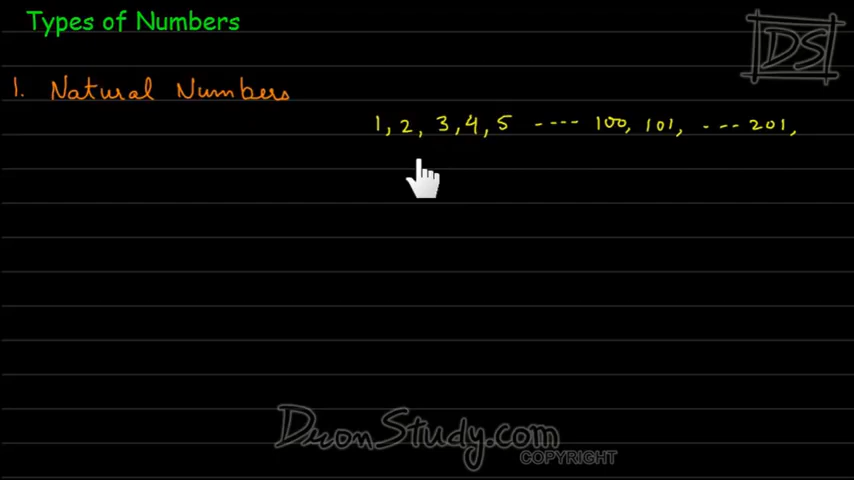 Types of Numbers
DS
1. Natural Numbers
1, 2, 3, 4, 5 ---- 100, 101, ---- 201,
DronStudy.com
COPYRIGHT